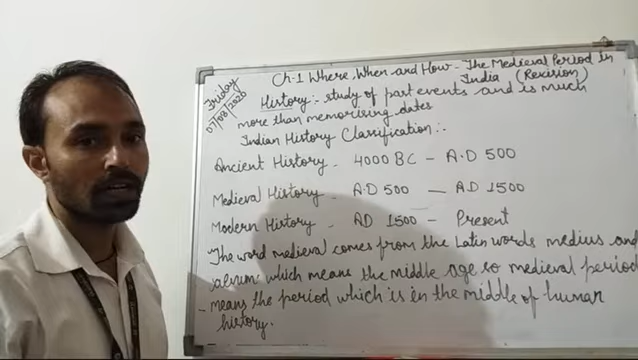 Friday
07/08/2020
Ch-1 Where, When and How - The Medieval Period in
India (Revision)
History:- study of past events and is much
more than memorising dates
Indian History Classification:-
Ancient History - 4000 BC - A.D 500
Medieval History - A.D 500 - AD 1500
Modern History - AD 1500 - Present
The word medieval comes from the Latin words medius and
which means the middle age so medieval period
- means the period which is in the middle of human
history.